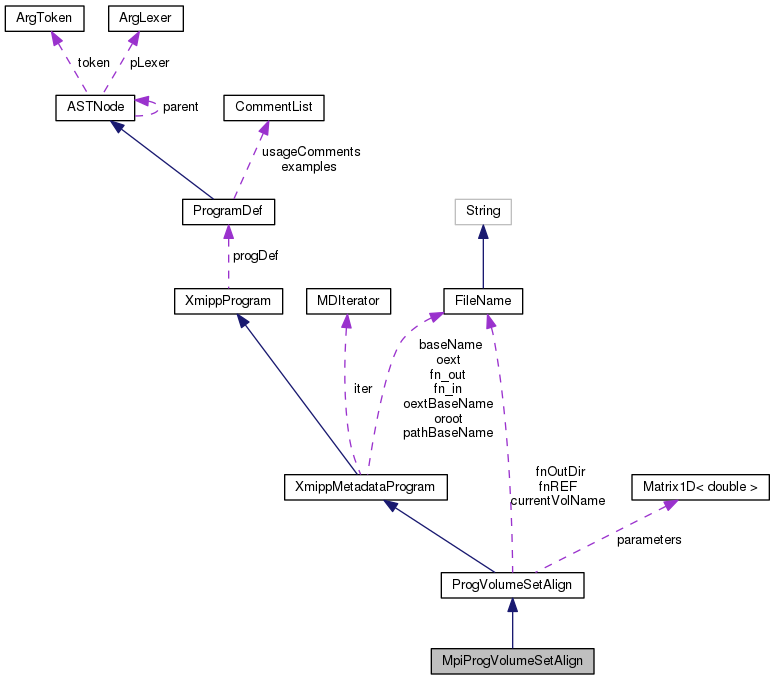 ArgToken
ArgLexer
token
pLexer
ASTNode
parent
CommentList
usageComments
examples
ProgramDef
String
progDef
XmippProgram
MDIterator
FileName
baseName
oext
fn_out
fn_in
oextBaseName
oroot
pathBaseName
iter
XmippMetadataProgram
fnOutDir
fnREF
currentVolName
Matrix1D< double >
parameters
ProgVolumeSetAlign
MpiProgVolumeSetAlign